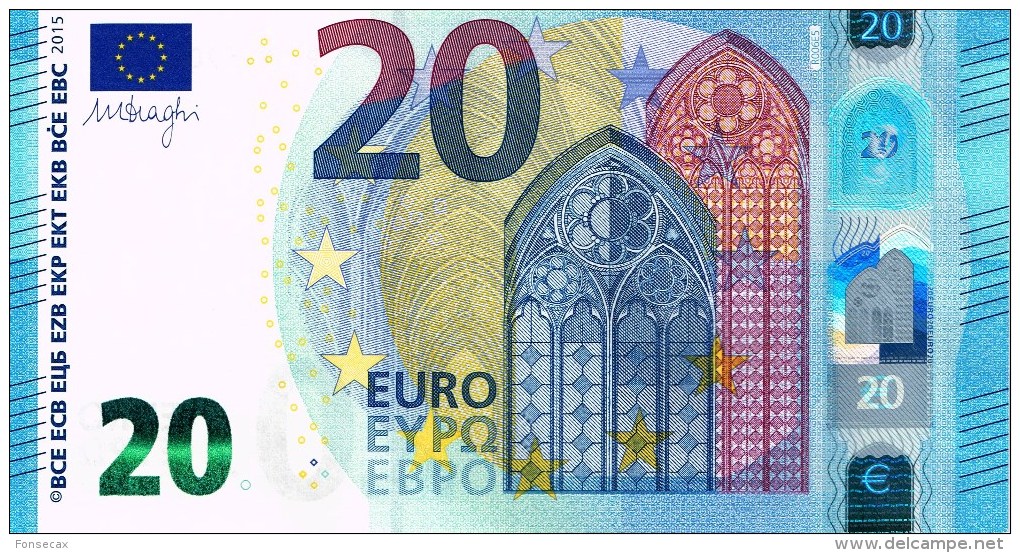 ©BCE ECB ЕЦБ EZB EKP EKT EKB BĊE EBC 2015
MDraghi
20
R006E5
20
20
20
20
€
EURO
ΕΥΡΩ
ЕВРО
Fonsecax
www.delcampe.net